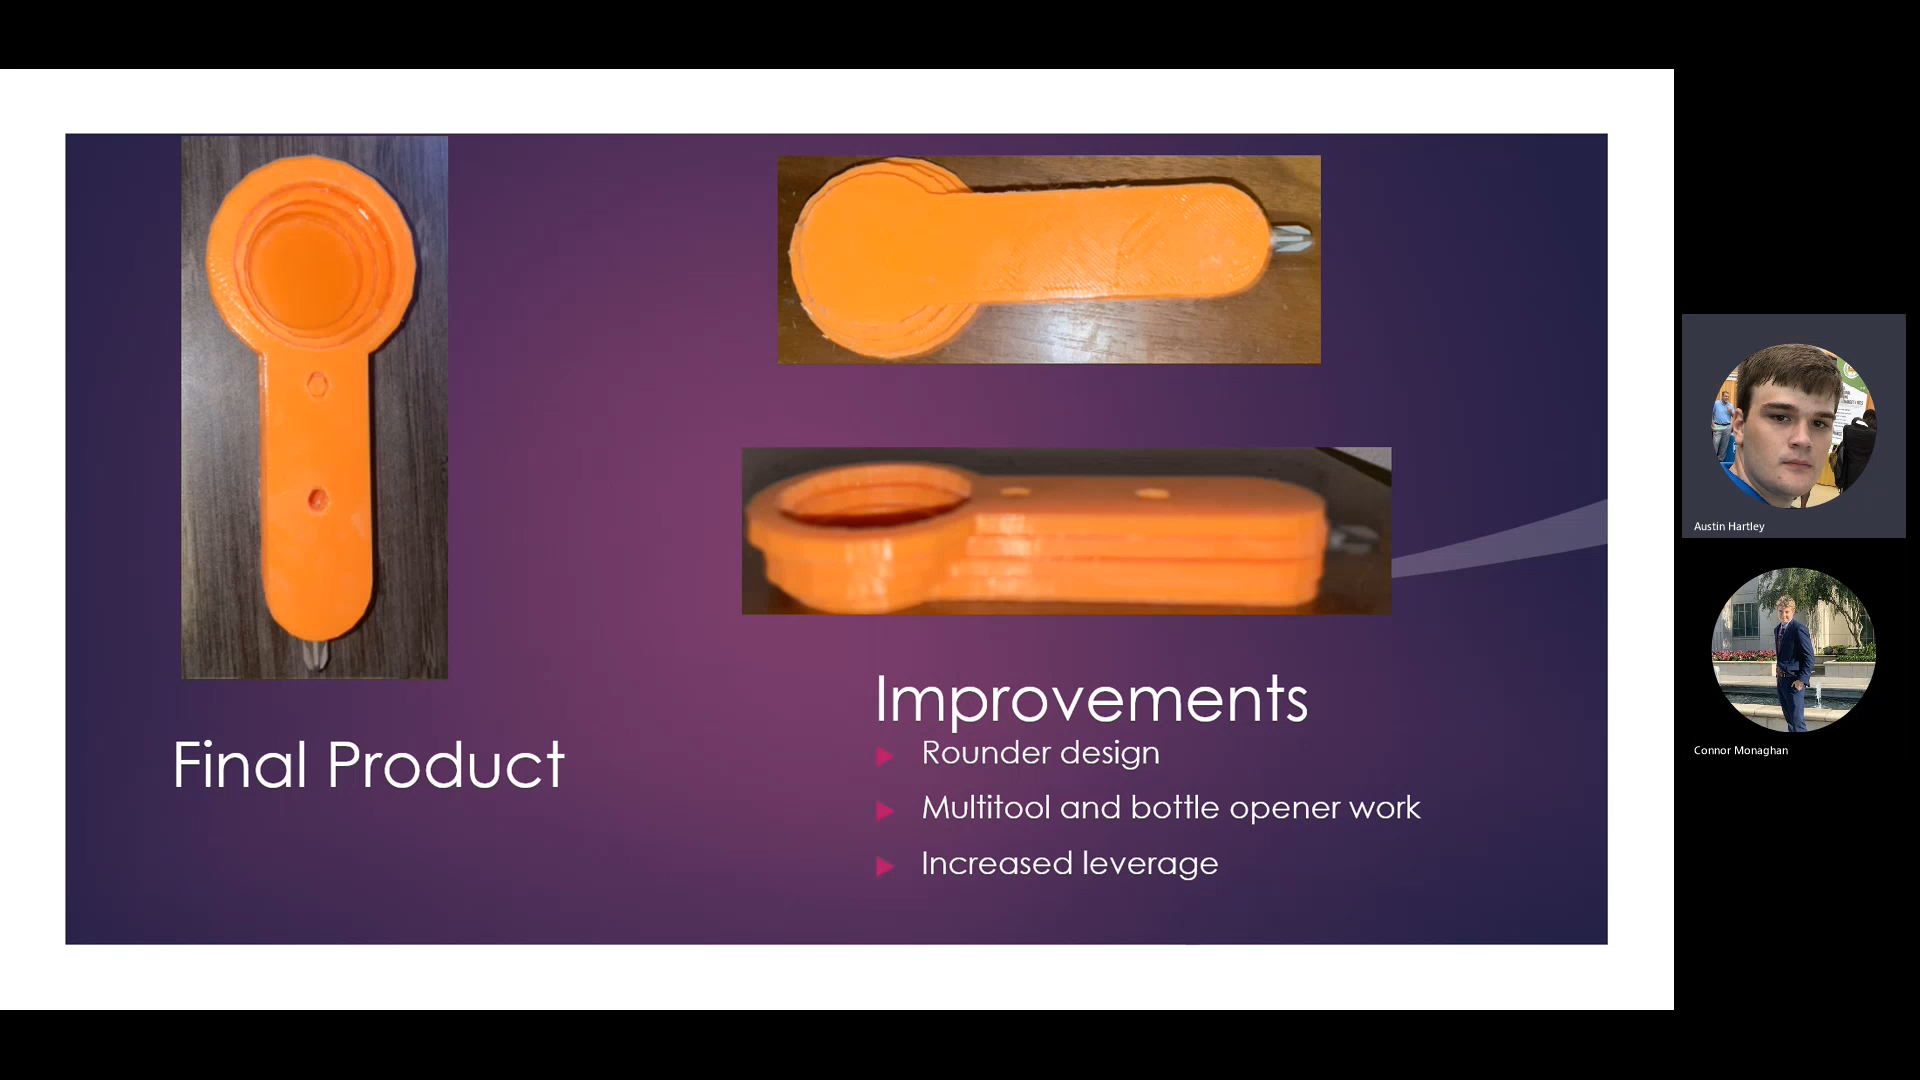 Final Product
Improvements
Rounder design
Multitool and bottle opener work
Increased leverage
Austin Hartley
Connor Monaghan